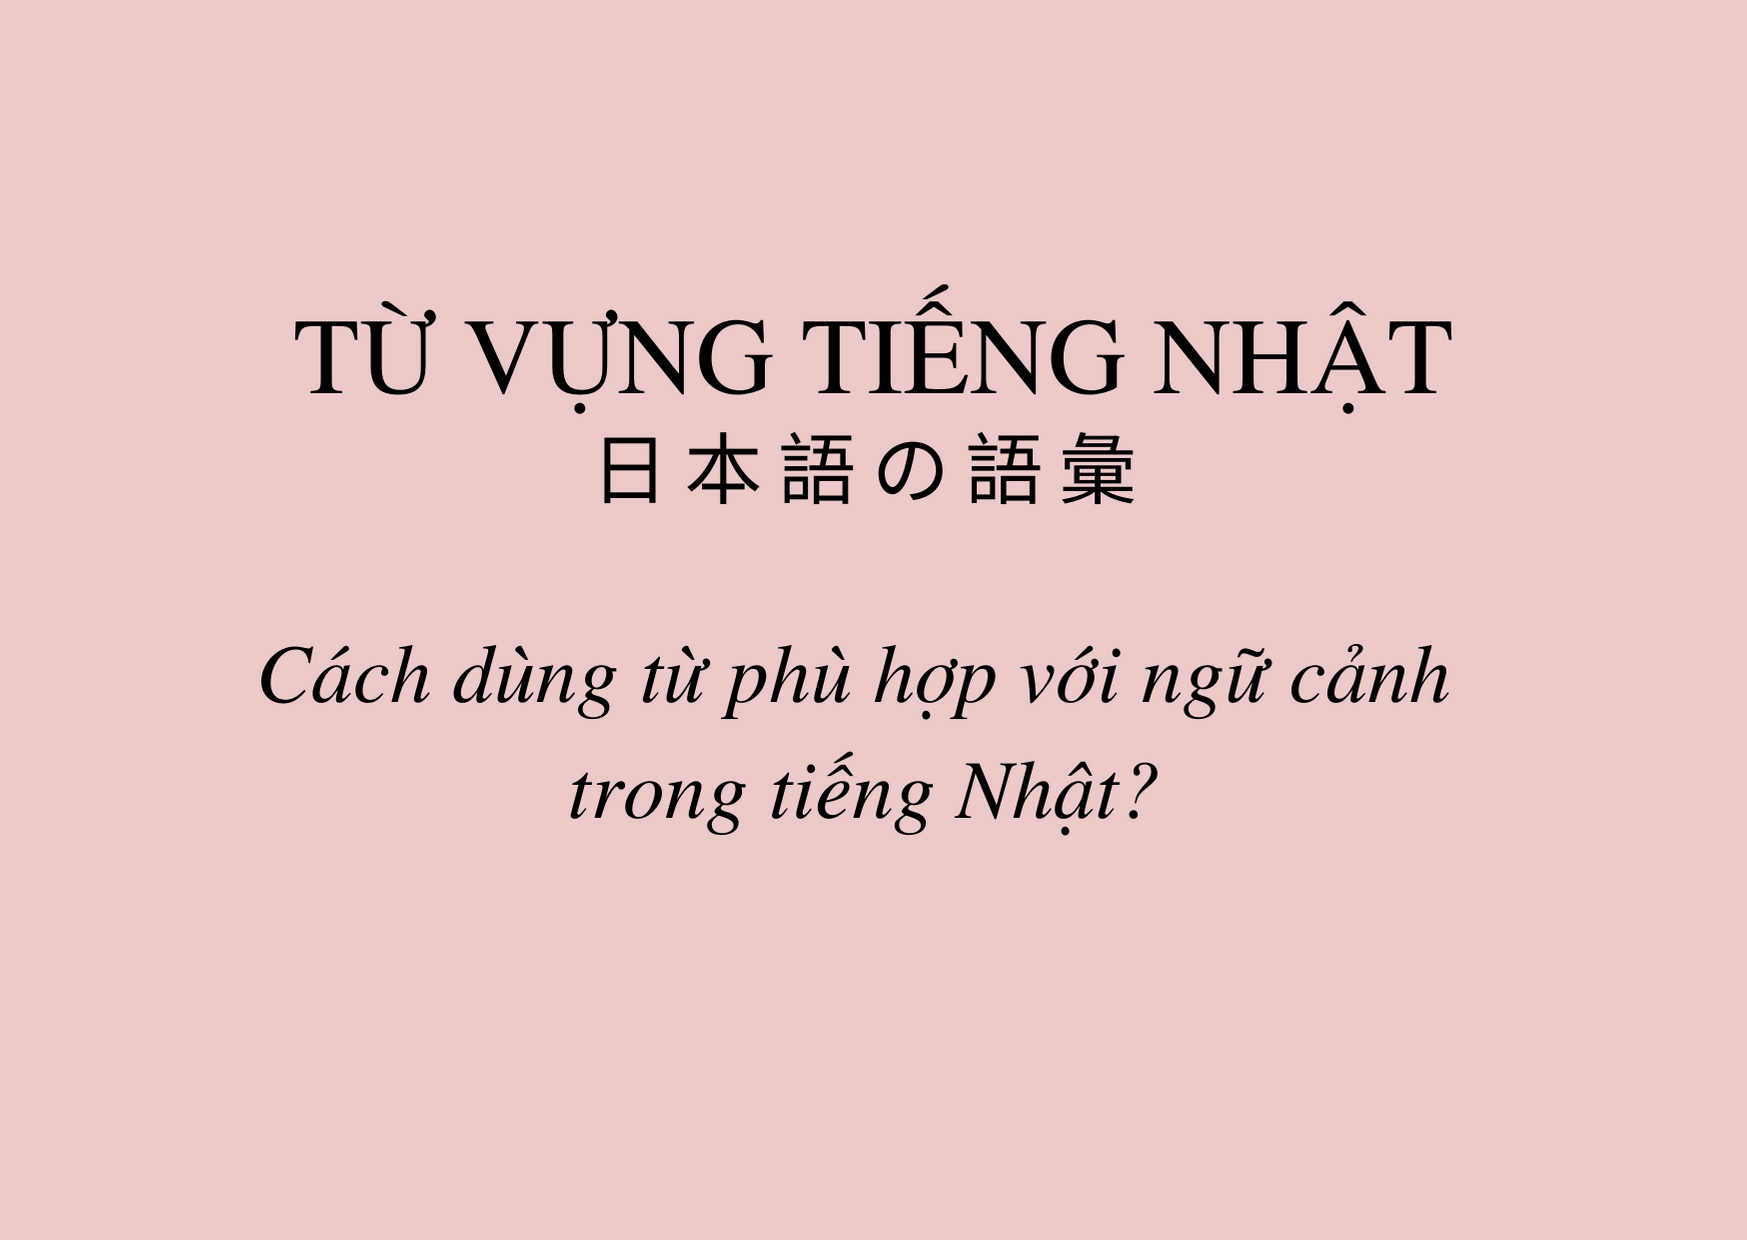 TỪ VỰNG TIẾNG NHẬT
日本語の語彙
Cách dùng từ phù hợp với ngữ cảnh
trong tiếng Nhật?